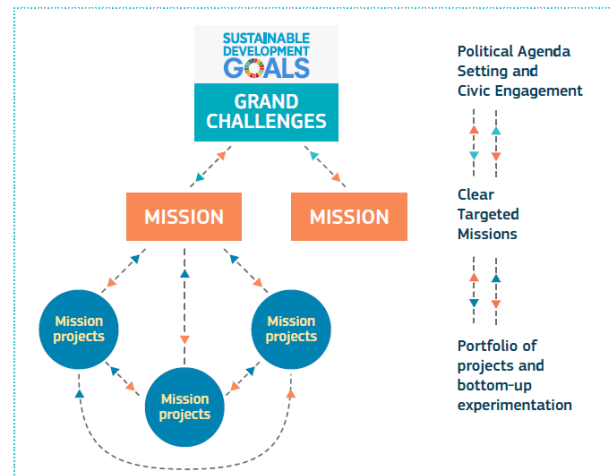 SUSTAINABLE
DEVELOPMENT
GOALS
GRAND
CHALLENGES
MISSION
MISSION
Mission
projects
Mission
projects
Mission
projects
Political Agenda
Setting and
Civic Engagement
Clear
Targeted
Missions
Portfolio of
projects and
bottom-up
experimentation